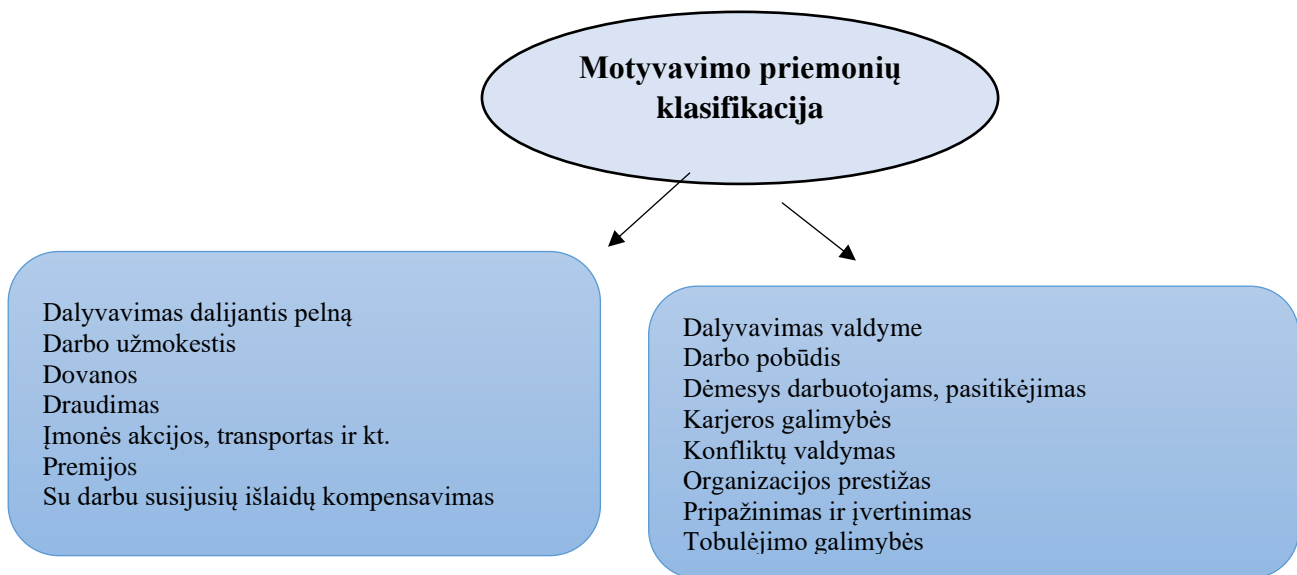 Motyvavimo priemonių
klasifikacija
Dalyvavimas dalijantis pelną
Darbo užmokestis
Dovanos
Draudimas
Įmonės akcijos, transportas ir kt.
Premijos
Su darbu susijusių išlaidų kompensavimas
Dalyvavimas valdyme
Darbo pobūdis
Dėmesys darbuotojams, pasitikėjimas
Karjeros galimybės
Konfliktų valdymas
Organizacijos prestižas
Pripažinimas ir įvertinimas
Tobulėjimo galimybės